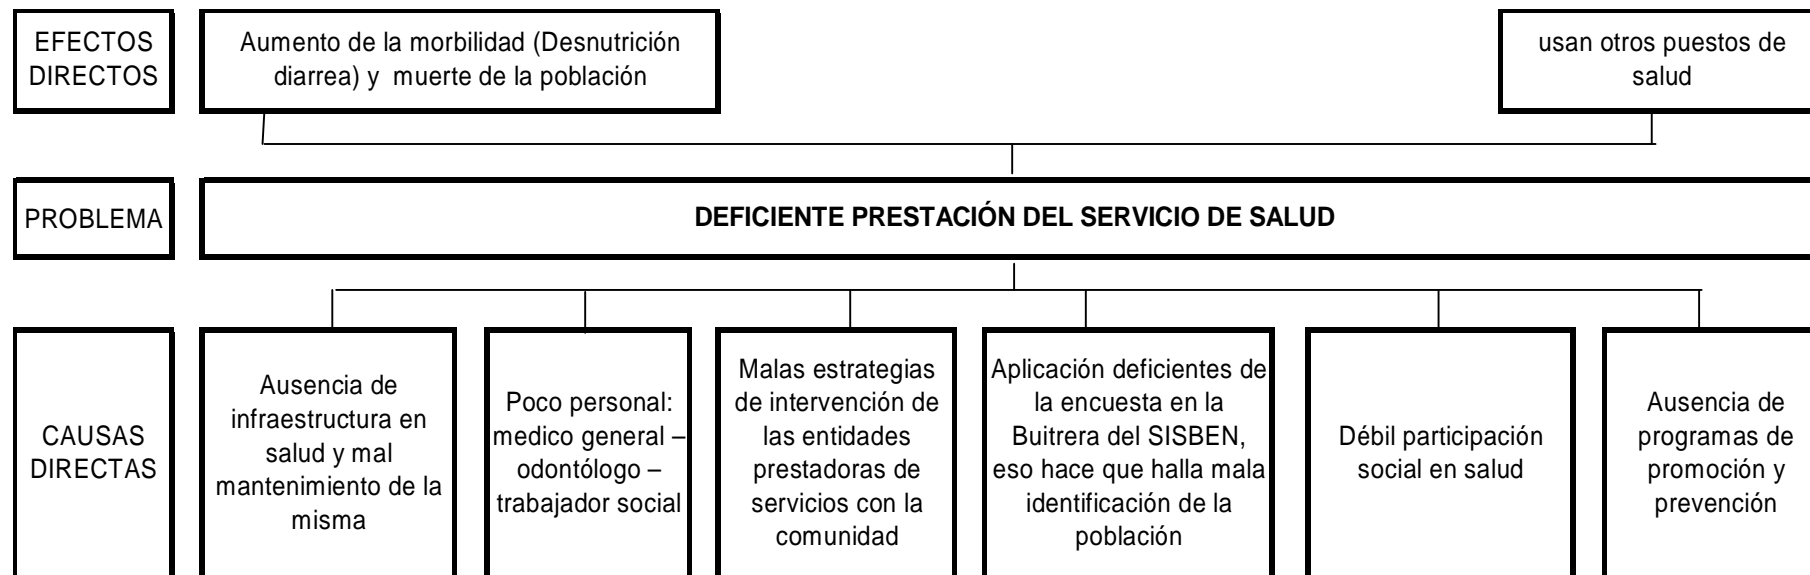 EFECTOS
DIRECTOS
Aumento de la morbilidad (Desnutrición
diarrea) y muerte de la población
usan otros puestos de
salud
PROBLEMA
DEFICIENTE PRESTACIÓN DEL SERVICIO DE SALUD
CAUSAS
DIRECTAS
Ausencia de
infraestructura en
salud y mal
mantenimiento de la
misma
Poco personal:
medico general –
odontólogo –
trabajador social
Malas estrategias
de intervención de
las entidades
prestadoras de
servicios con la
comunidad
Aplicación deficientes de
la encuesta en la
Buitrera del SISBEN,
eso hace que halla mala
identificación de la
población
Débil participación
social en salud
Ausencia de
programas de
promoción y
prevención